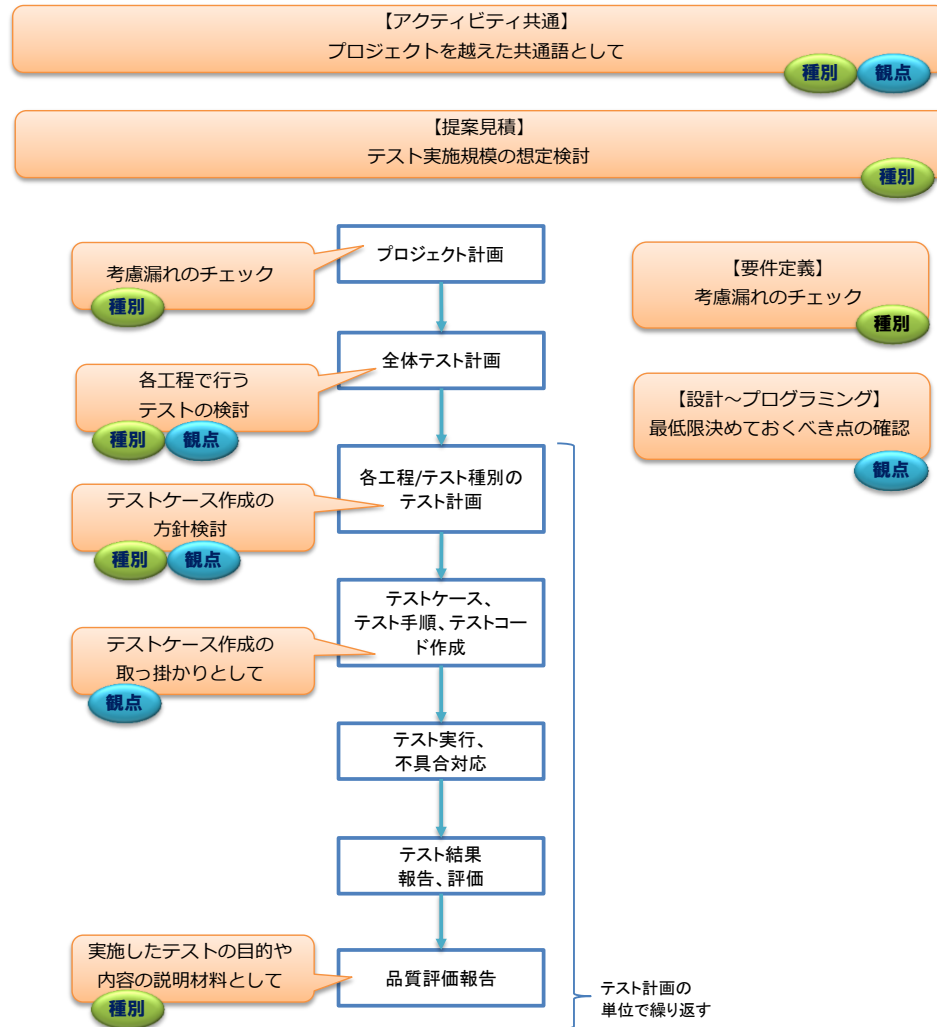 【アクティビティ共通】
プロジェクトを越えた共通語として
種別 観点
【提案見積】
テスト実施規模の想定検討
種別
プロジェクト計画
考慮漏れのチェック
種別
【要件定義】
考慮漏れのチェック
種別
全体テスト計画
各工程で行う
テストの検討
種別 観点
【設計～プログラミング】
最低限決めておくべき点の確認
観点
各工程/テスト種別の
テスト計画
テストケース作成の
方針検討
種別 観点
テストケース、
テスト手順、テストコー
ド作成
テストケース作成の
取っ掛かりとして
観点
テスト実行、
不具合対応
テスト結果
報告、評価
実施したテストの目的や
内容の説明材料として
種別
品質評価報告
テスト計画の
単位で繰り返す